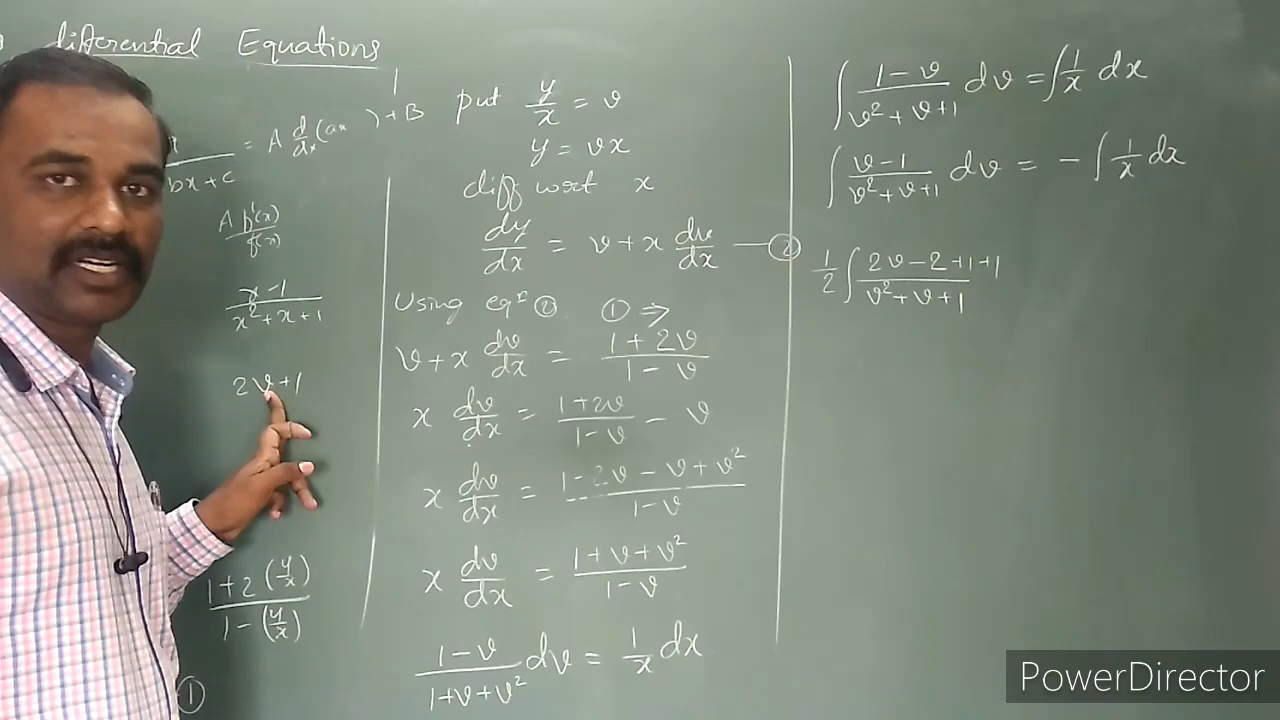 differential Equations
bx + c = A d/dx (ax ) + B
A f'(x)/f(x)
x - 1 / x² + x + 1
2v + 1
1 + 2 (y/x) / 1 - (y/x)
①
put y/x = v
y = vx
diff wort x
dy/dx = v + x dv/dx — ②
Using eqⁿ ② ① ⇒
v + x dv/dx = 1 + 2v / 1 - v
x dv/dx = 1 + 2v / 1 - v - v
x dv/dx = 1 - 2v - v + v² / 1 - v
x dv/dx = 1 + v + v² / 1 - v
1 - v / 1 + v + v² dv = 1/x dx
∫ 1 - v / v² + v + 1 dv = ∫ 1/x dx
∫ v - 1 / v² + v + 1 dv = - ∫ 1/x dx
1/2 ∫ 2v - 2 + 1 + 1 / v² + v + 1
PowerDirector